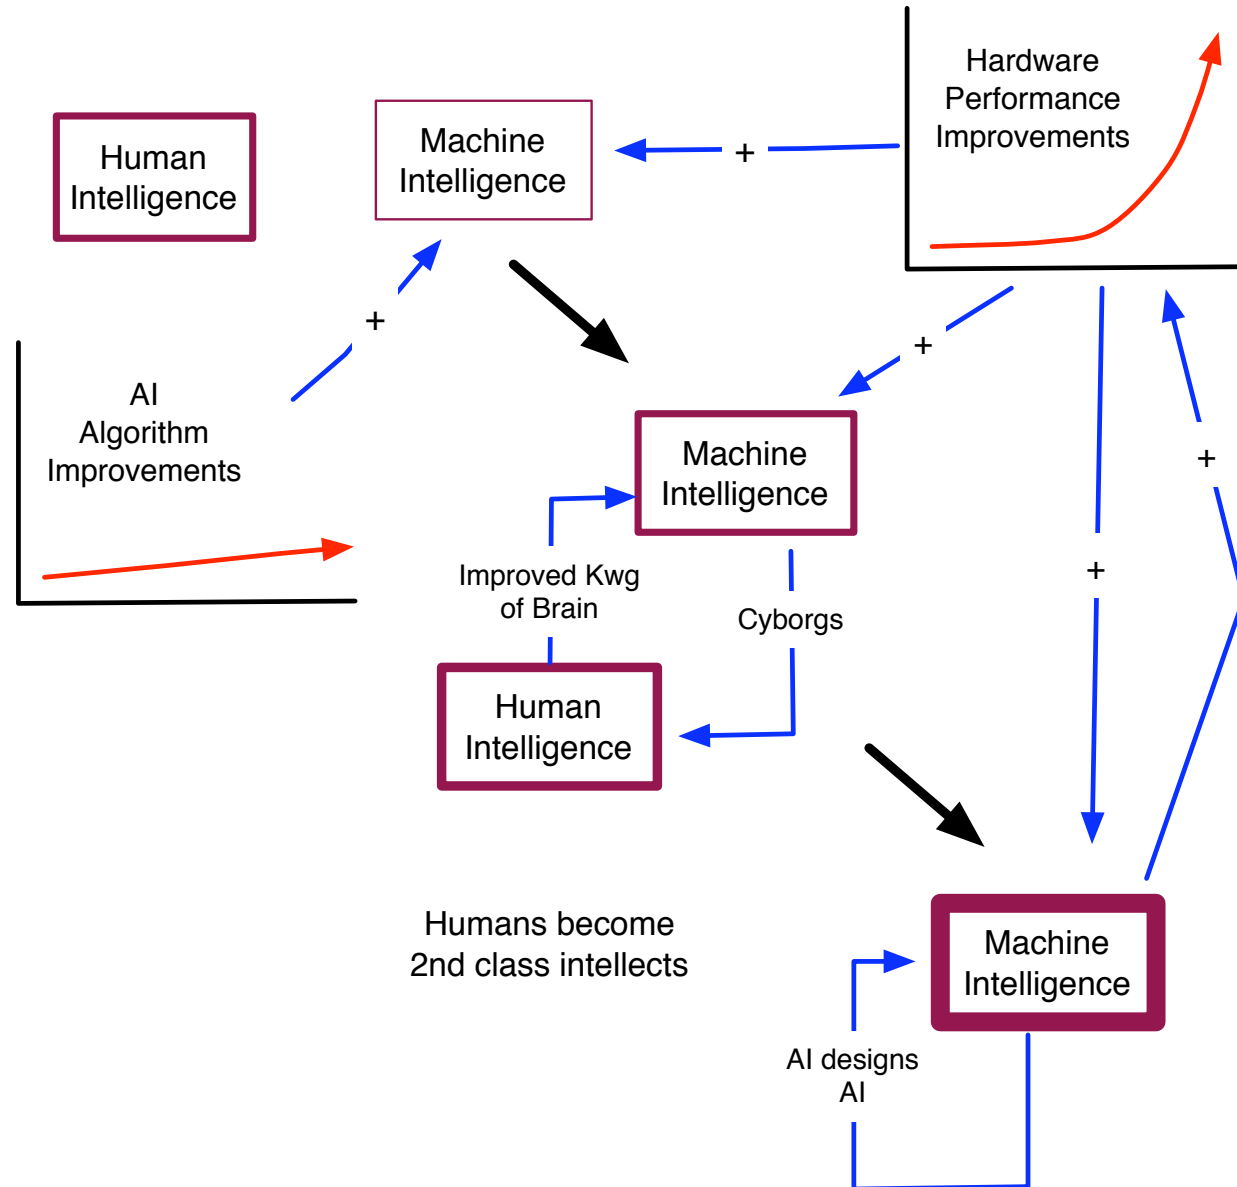 Hardware
Performance
Improvements
Human
Intelligence
Machine
Intelligence
+
+
AI
Algorithm
Improvements
+
Machine
Intelligence
+
+
Improved Kwg
of Brain
Cyborgs
Human
Intelligence
Humans become
2nd class intellects
Machine
Intelligence
AI designs
AI